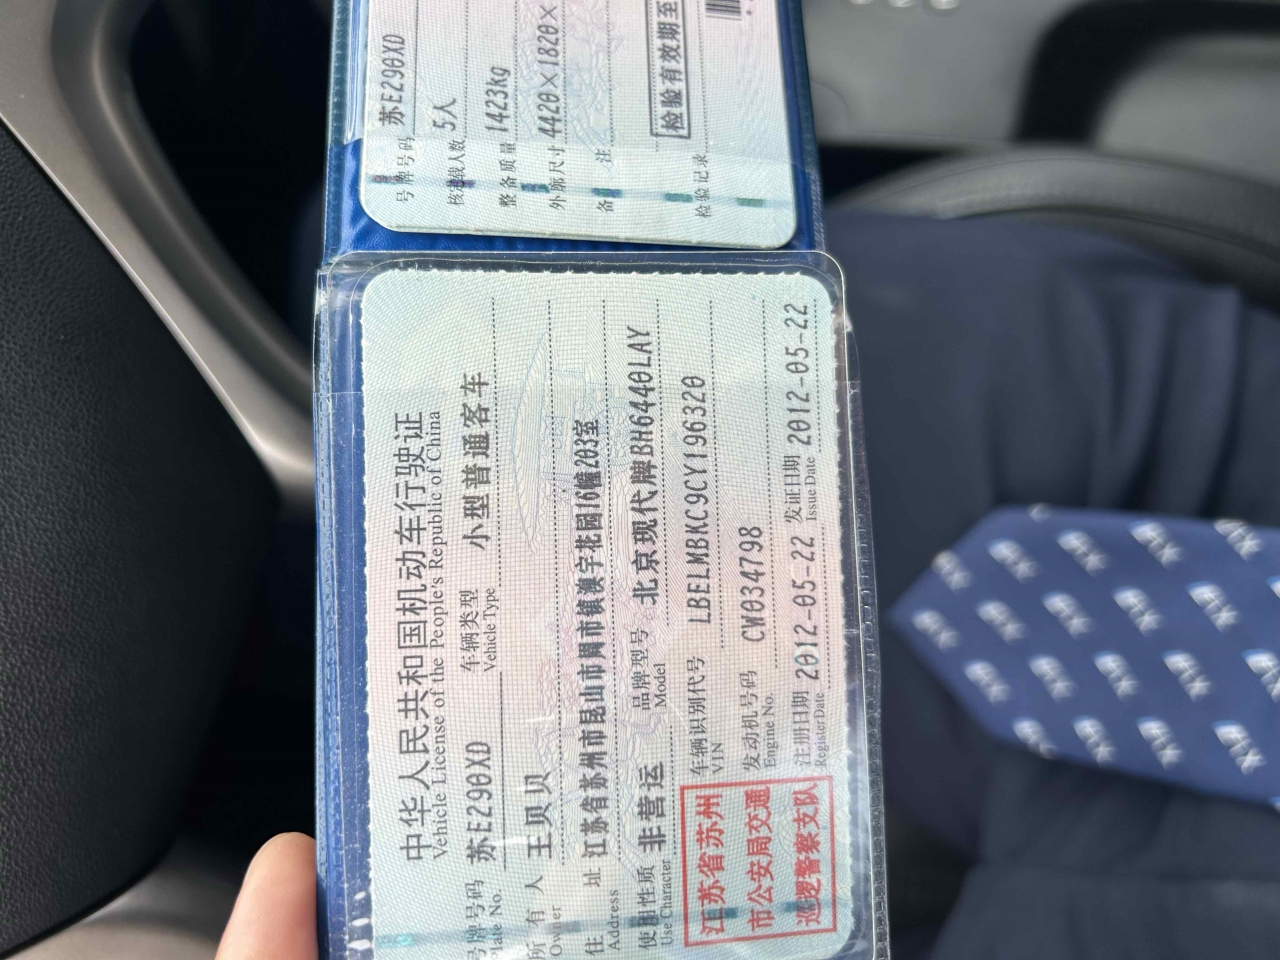 中华人民共和国机动车行驶证
Vehicle License of the People's Republic of China
号牌号码 苏E290XD 车辆类型 小型普通客车
Plate No. Vehicle Type
所有人 王贝贝
Owner
住址 江苏省苏州市昆山市周市镇澳宇花园16幢203室
Address
使用性质 非营运 品牌型号 北京现代牌BH6440LAY
Use Character Model
车辆识别代号 LBELMBKC9CY196320
VIN
发动机号码 CW034798
Engine No.
注册日期 2012-05-22 发证日期 2012-05-22
Register Date Issue Date
江苏省苏州
市公安局交通
巡逻警察支队
号牌号码 苏E290XD
核定载人数 5人
整备质量 1423kg
外廓尺寸 4420×1820×
备注
检验有效期至
检验记录